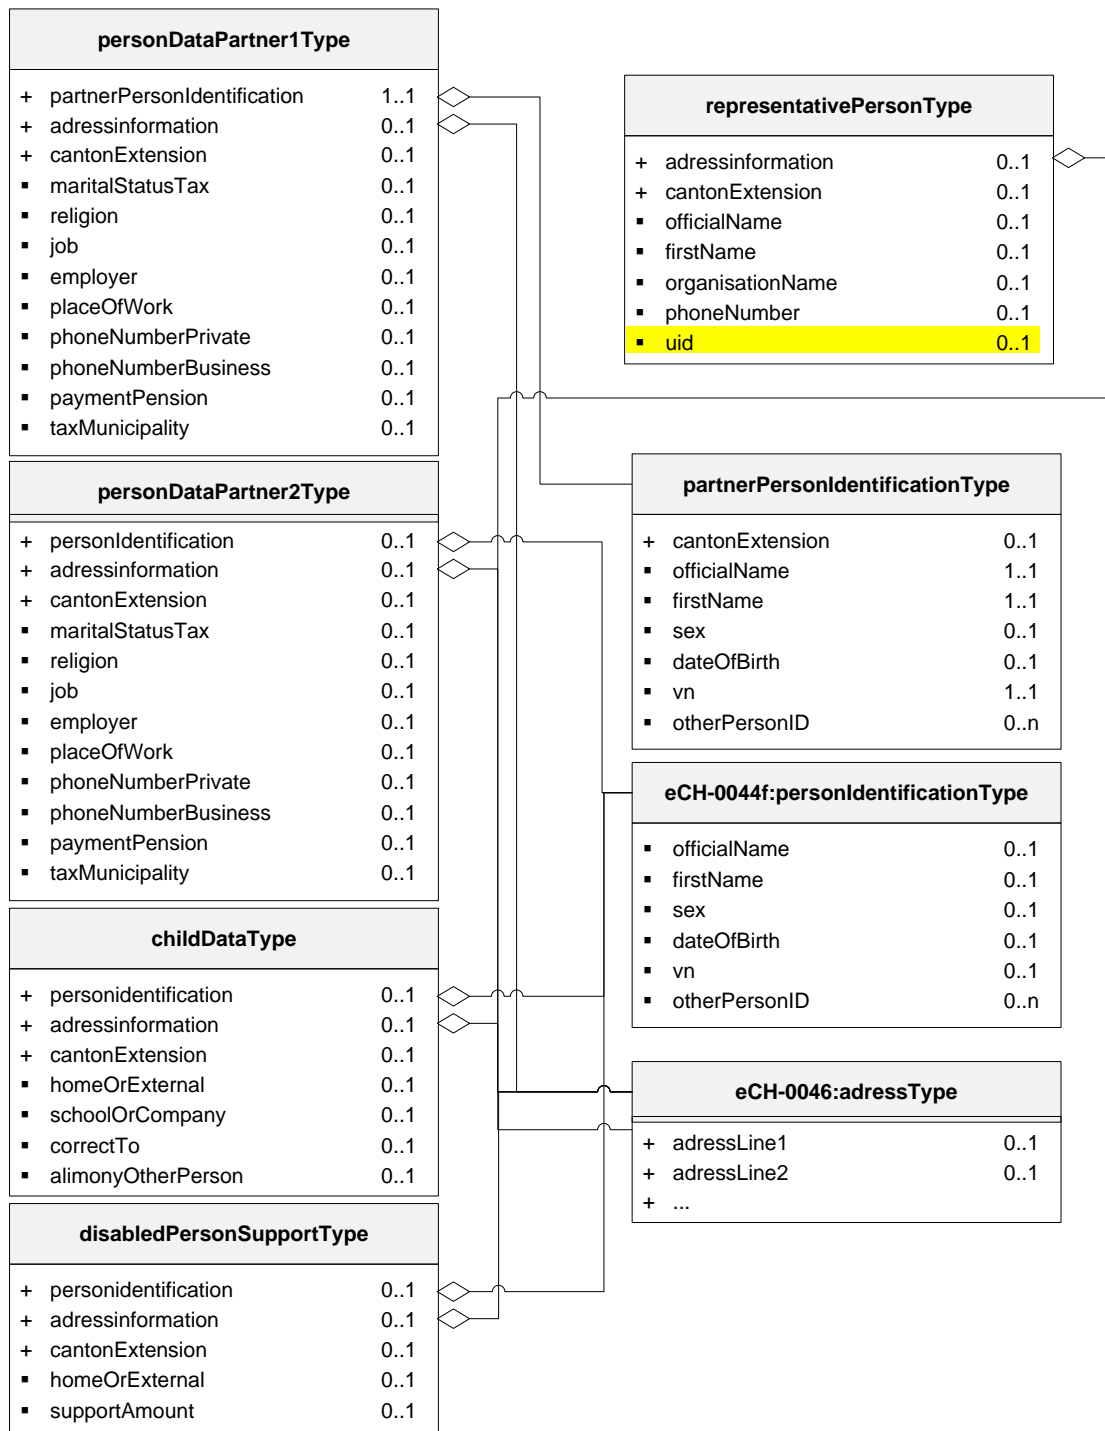 personDataPartner1Type
+ partnerPersonIdentification 1..1
+ adressinformation 0..1
+ cantonExtension 0..1
▪ maritalStatusTax 0..1
▪ religion 0..1
▪ job 0..1
▪ employer 0..1
▪ placeOfWork 0..1
▪ phoneNumberPrivate 0..1
▪ phoneNumberBusiness 0..1
▪ paymentPension 0..1
▪ taxMunicipality 0..1
personDataPartner2Type
+ personIdentification 0..1
+ adressinformation 0..1
+ cantonExtension 0..1
▪ maritalStatusTax 0..1
▪ religion 0..1
▪ job 0..1
▪ employer 0..1
▪ placeOfWork 0..1
▪ phoneNumberPrivate 0..1
▪ phoneNumberBusiness 0..1
▪ paymentPension 0..1
▪ taxMunicipality 0..1
childDataType
+ personidentification 0..1
+ adressinformation 0..1
+ cantonExtension 0..1
▪ homeOrExternal 0..1
▪ schoolOrCompany 0..1
▪ correctTo 0..1
▪ alimonyOtherPerson 0..1
disabledPersonSupportType
+ personidentification 0..1
+ adressinformation 0..1
+ cantonExtension 0..1
▪ homeOrExternal 0..1
▪ supportAmount 0..1
representativePersonType
+ adressinformation 0..1
+ cantonExtension 0..1
▪ officialName 0..1
▪ firstName 0..1
▪ organisationName 0..1
▪ phoneNumber 0..1
▪ uid 0..1
partnerPersonIdentificationType
+ cantonExtension 0..1
▪ officialName 1..1
▪ firstName 1..1
▪ sex 0..1
▪ dateOfBirth 0..1
▪ vn 1..1
▪ otherPersonID 0..n
eCH-0044f:personIdentificationType
▪ officialName 0..1
▪ firstName 0..1
▪ sex 0..1
▪ dateOfBirth 0..1
▪ vn 0..1
▪ otherPersonID 0..n
eCH-0046:adressType
+ adressLine1 0..1
+ adressLine2 0..1
+ ...